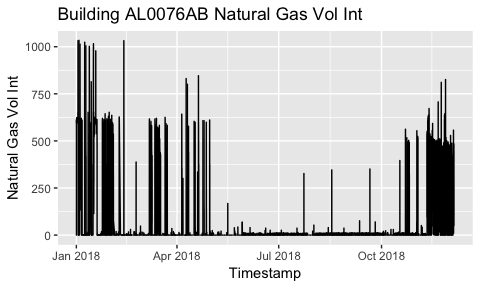 Building AL0076AB Natural Gas Vol Int
Natural Gas Vol Int
1000
750
500
250
0
Jan 2018 Apr 2018 Jul 2018 Oct 2018
Timestamp